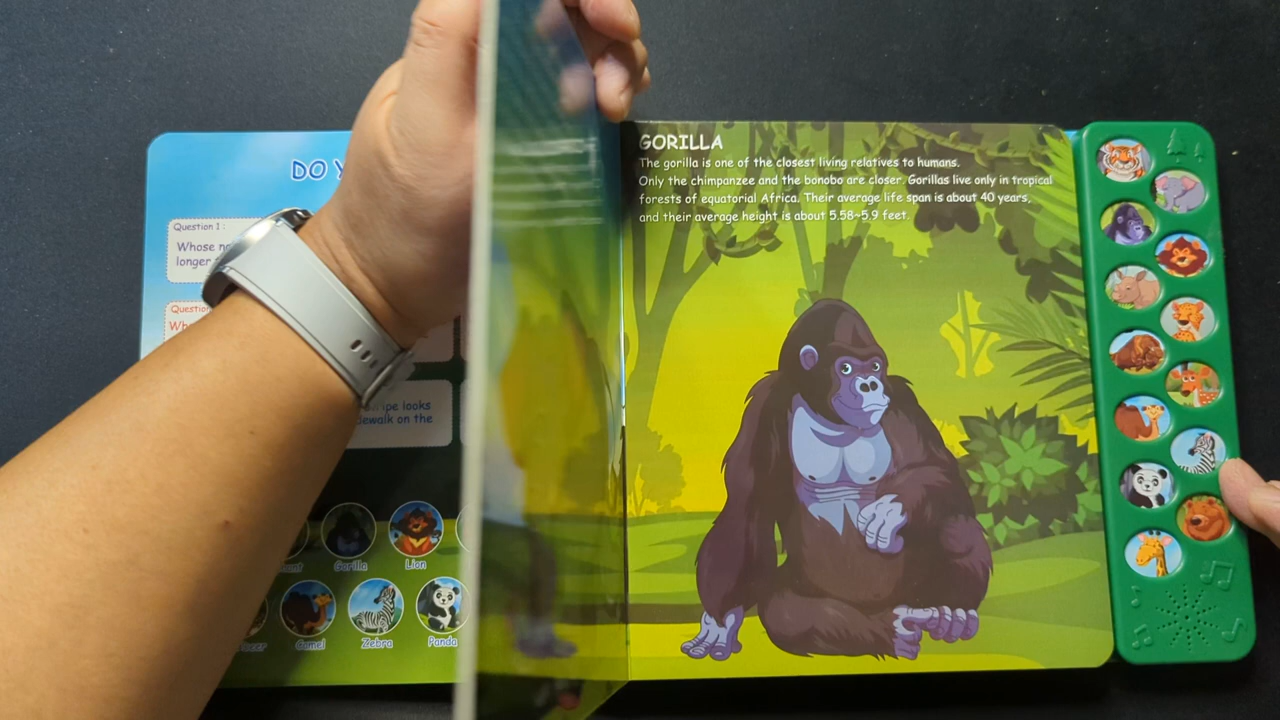 DO
Question 1 :
Whose
longer
Question
looks
on the
Gorilla
Lion
Camel
Zebra
Panda
GORILLA
The gorilla is one of the closest living relatives to humans.
Only the chimpanzee and the bonobo are closer. Gorillas live only in tropical
forests of equatorial Africa. Their average life span is about 40 years,
and their average height is about 5.58~5.9 feet.